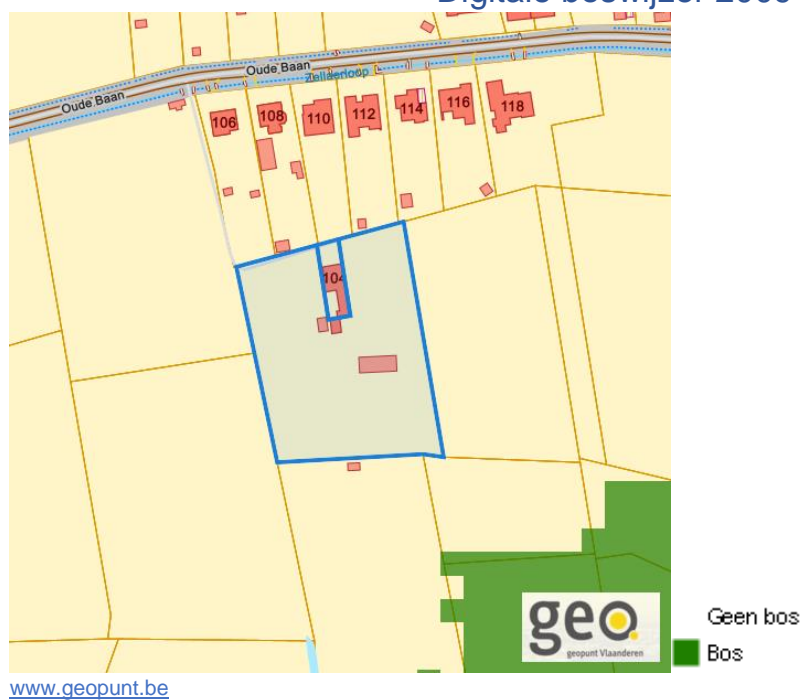 Oude Baan
Oude Baan
106
108
110
112
114
116
118
104
geo
geopunt Vlaanderen
Geen bos
Bos
www.geopunt.be